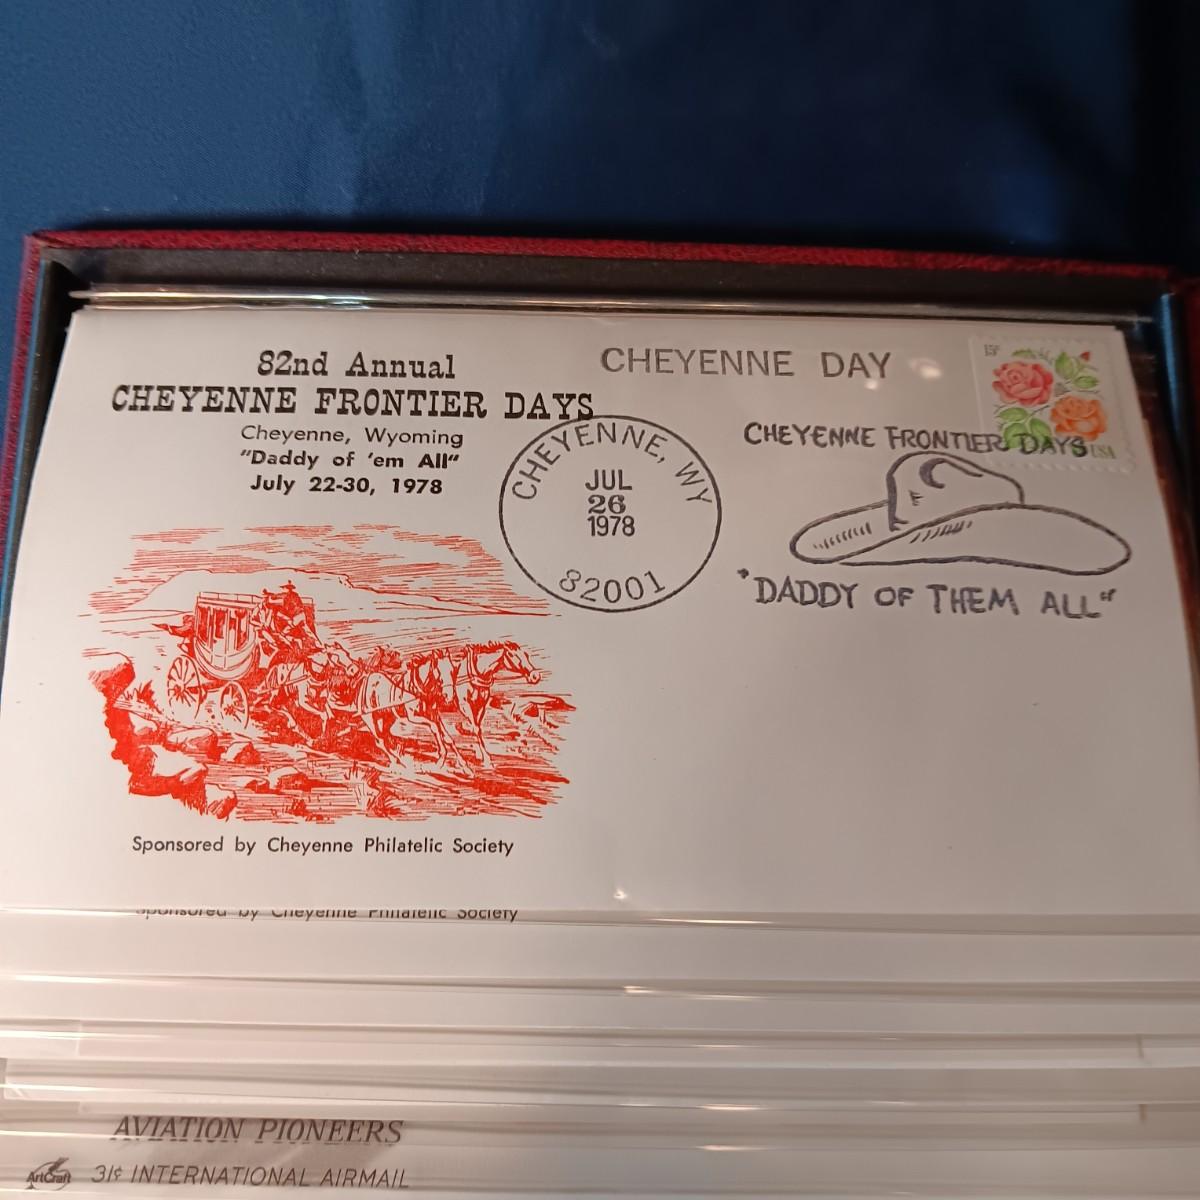 82nd Annual
CHEYENNE FRONTIER DAYS
Cheyenne, Wyoming
"Daddy of 'em All"
July 22-30, 1978
CHEYENNE DAY
15¢
USA
CHEYENNE, WY
JUL
26
1978
82001
CHEYENNE FRONTIER DAYS
"DADDY OF THEM ALL"
Sponsored by Cheyenne Philatelic Society
Sponsored by Cheyenne Philatelic Society
AVIATION PIONEERS
ArtCraft
31¢ INTERNATIONAL AIRMAIL